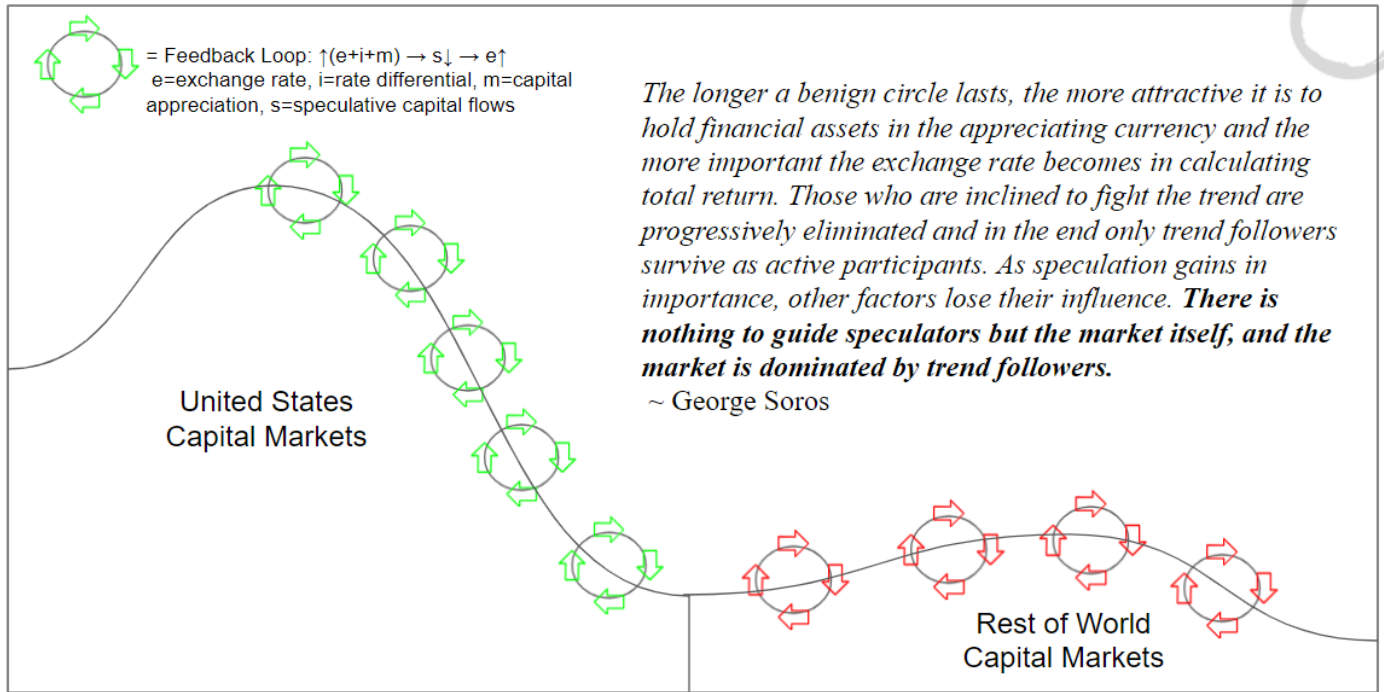 = Feedback Loop: ↑(e+i+m) → s↓ → e↑
e=exchange rate, i=rate differential, m=capital
appreciation, s=speculative capital flows
The longer a benign circle lasts, the more attractive it is to
hold financial assets in the appreciating currency and the
more important the exchange rate becomes in calculating
total return. Those who are inclined to fight the trend are
progressively eliminated and in the end only trend followers
survive as active participants. As speculation gains in
importance, other factors lose their influence. There is
nothing to guide speculators but the market itself, and the
market is dominated by trend followers.
~ George Soros
United States
Capital Markets
Rest of World
Capital Markets